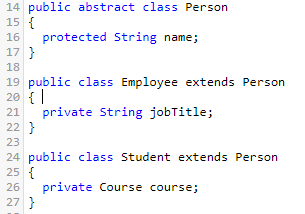 14 public abstract class Person
15 {
16 protected String name;
17 }
18
19 public class Employee extends Person
20 {
21 private String jobTitle;
22 }
23
24 public class Student extends Person
25 {
26 private Course course;
27 }